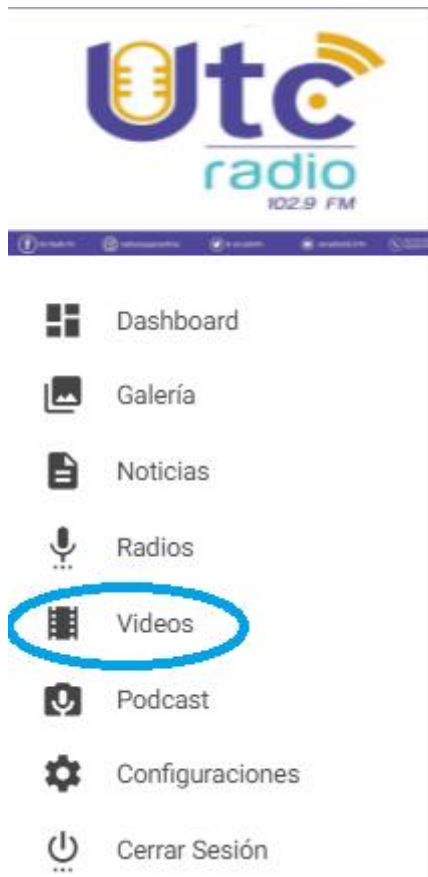 Utc
radio
102.9 FM
Dashboard
Galería
Noticias
Radios
Videos
Podcast
Configuraciones
Cerrar Sesión